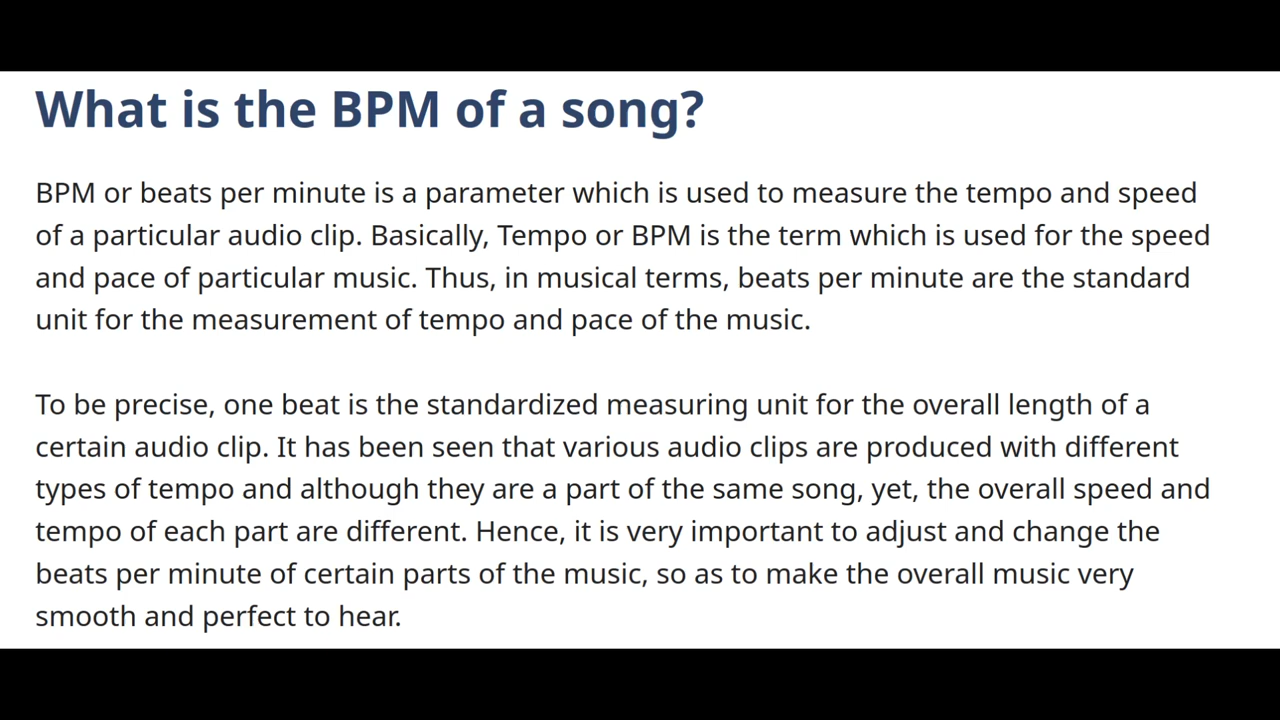 What is the BPM of a song?
BPM or beats per minute is a parameter which is used to measure the tempo and speed
of a particular audio clip. Basically, Tempo or BPM is the term which is used for the speed
and pace of particular music. Thus, in musical terms, beats per minute are the standard
unit for the measurement of tempo and pace of the music.
To be precise, one beat is the standardized measuring unit for the overall length of a
certain audio clip. It has been seen that various audio clips are produced with different
types of tempo and although they are a part of the same song, yet, the overall speed and
tempo of each part are different. Hence, it is very important to adjust and change the
beats per minute of certain parts of the music, so as to make the overall music very
smooth and perfect to hear.